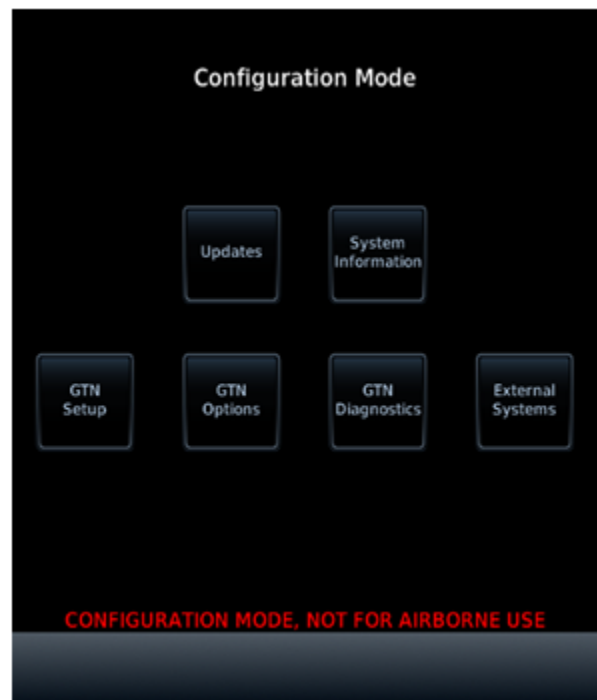 Configuration Mode
Updates
System
Information
GTN
Setup
GTN
Options
GTN
Diagnostics
External
Systems
CONFIGURATION MODE, NOT FOR AIRBORNE USE